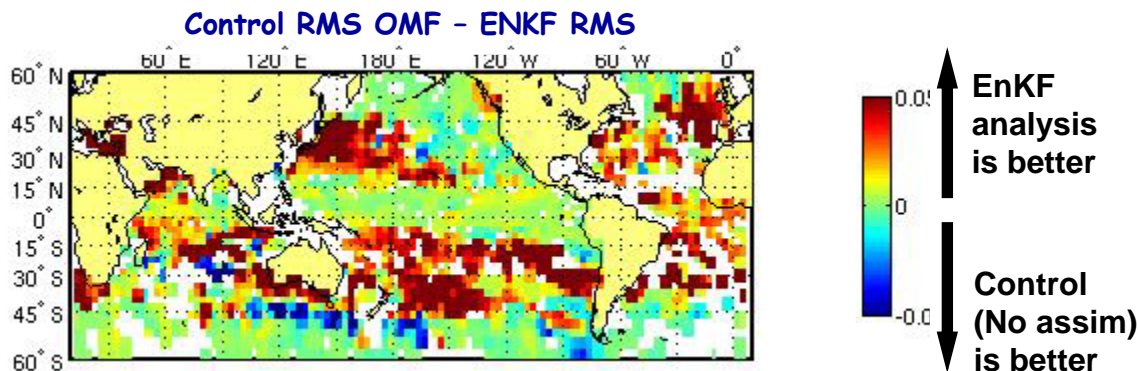 Control RMS OMF - ENKF RMS
60° E 120° E 180° E 120° W 60° W 0°
60° N
45° N
30° N
15° N
0°
15° S
30° S
45° S
60° S
0
EnKF
analysis
is better
Control
(No assim)
is better